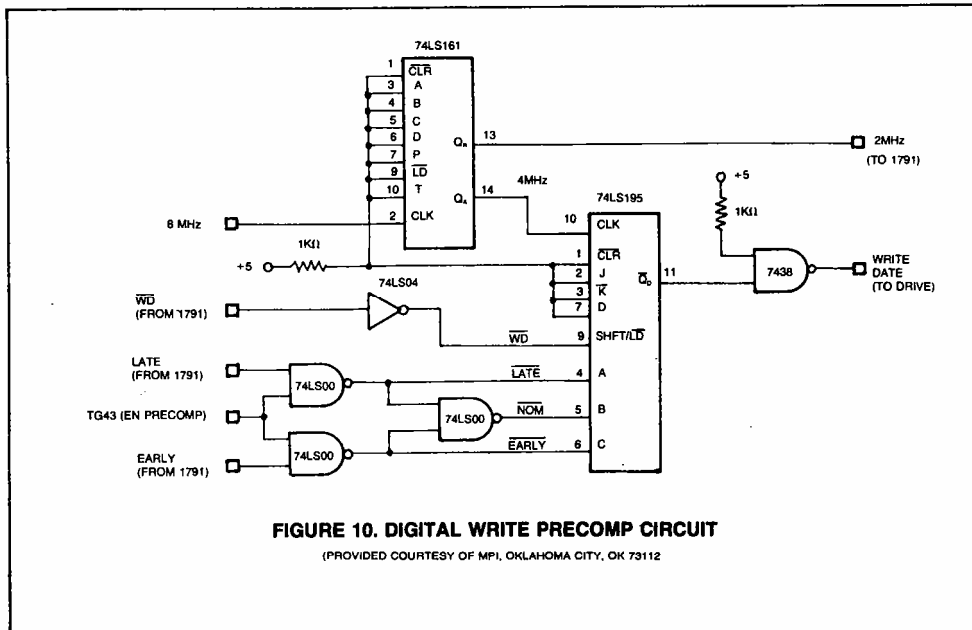 74LS161
1 CLR
3 A
4 B
5 C
6 D
7 P
9 LD
10 T
2 CLK
QB 13
QA 14
2MHz
(TO 1791)
4MHz
8 MHz
1KΩ
+5
74LS195
10 CLK
1 CLR
2 J
3 K
7 D
9 SHFT/LD
4 A
5 B
6 C
QD 11
+5
1KΩ
7438
WRITE
DATE
(TO DRIVE)
74LS04
WD
(FROM 1791)
WD
LATE
(FROM 1791)
74LS00
LATE
TG43 (EN PRECOMP)
74LS00
NOM
EARLY
(FROM 1791)
74LS00
EARLY
FIGURE 10. DIGITAL WRITE PRECOMP CIRCUIT
(PROVIDED COURTESY OF MPI, OKLAHOMA CITY, OK 73112